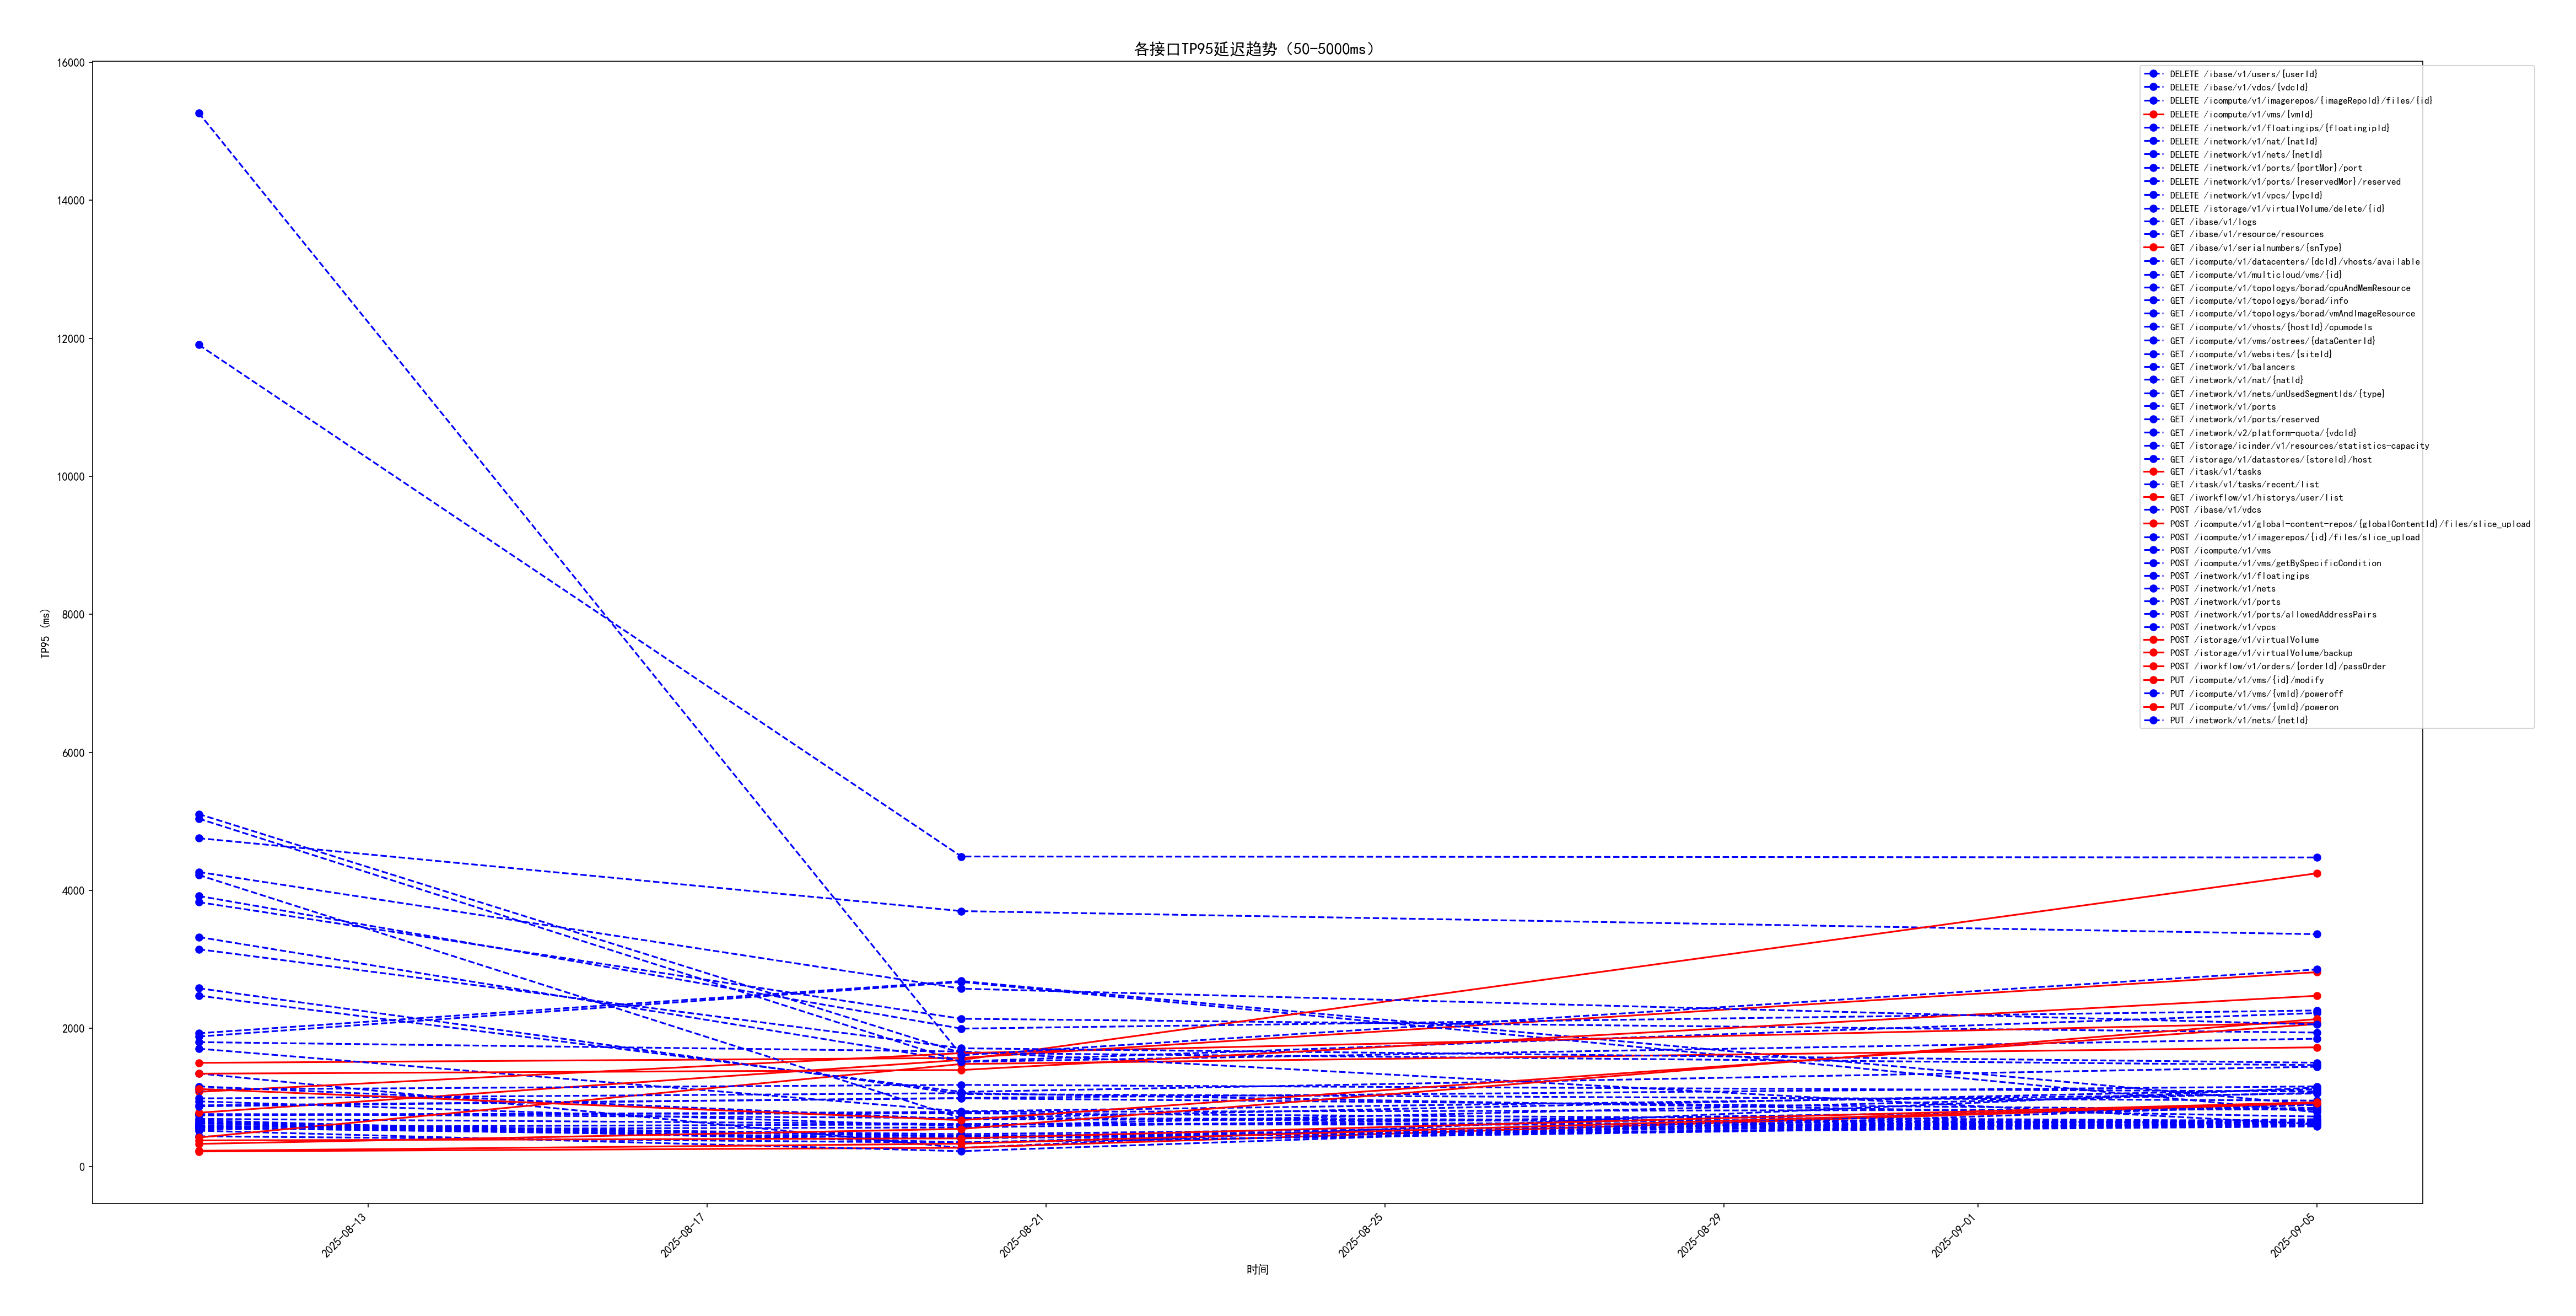 各接口TP95延迟趋势（50-5000ms）
16000
14000
12000
10000
8000
6000
4000
2000
0
TP95 (ms)
2025-08-13
2025-08-17
2025-08-21
2025-08-25
2025-08-29
2025-09-01
2025-09-05
时间
DELETE /ibase/v1/users/{userId}
DELETE /ibase/v1/vdcs/{vdcId}
DELETE /icompute/v1/imagerepos/{imageRepoId}/files/{id}
DELETE /icompute/v1/vms/{vmId}
DELETE /inetwork/v1/floatingips/{floatingipId}
DELETE /inetwork/v1/nat/{natId}
DELETE /inetwork/v1/nets/{netId}
DELETE /inetwork/v1/ports/{portMor}/port
DELETE /inetwork/v1/ports/{reservedMor}/reserved
DELETE /inetwork/v1/vpcs/{vpcId}
DELETE /istorage/v1/virtualVolume/delete/{id}
GET /ibase/v1/logs
GET /ibase/v1/resource/resources
GET /ibase/v1/serialnumbers/{snType}
GET /icompute/v1/datacenters/{dcId}/vhosts/available
GET /icompute/v1/multicloud/vms/{id}
GET /icompute/v1/topologys/borad/cpuAndMemResource
GET /icompute/v1/topologys/borad/info
GET /icompute/v1/topologys/borad/vmAndImageResource
GET /icompute/v1/vhosts/{hostId}/cpumodels
GET /icompute/v1/vms/ostrees/{dataCenterId}
GET /icompute/v1/websites/{siteId}
GET /inetwork/v1/balancers
GET /inetwork/v1/nat/{natId}
GET /inetwork/v1/nets/unUsedSegmentIds/{type}
GET /inetwork/v1/ports
GET /inetwork/v1/ports/reserved
GET /inetwork/v2/platform-quota/{vdcId}
GET /istorage/icinder/v1/resources/statistics-capacity
GET /istorage/v1/datastores/{storeId}/host
GET /itask/v1/tasks
GET /itask/v1/tasks/recent/list
GET /iworkflow/v1/historys/user/list
POST /ibase/v1/vdcs
POST /icompute/v1/global-content-repos/{globalContentId}/files/slice_upload
POST /icompute/v1/imagerepos/{id}/files/slice_upload
POST /icompute/v1/vms
POST /icompute/v1/vms/getBySpecificCondition
POST /inetwork/v1/floatingips
POST /inetwork/v1/nets
POST /inetwork/v1/ports
POST /inetwork/v1/ports/allowedAddressPairs
POST /inetwork/v1/vpcs
POST /istorage/v1/virtualVolume
POST /istorage/v1/virtualVolume/backup
POST /iworkflow/v1/orders/{orderId}/passOrder
PUT /icompute/v1/vms/{id}/modify
PUT /icompute/v1/vms/{vmId}/poweroff
PUT /icompute/v1/vms/{vmId}/poweron
PUT /inetwork/v1/nets/{netId}